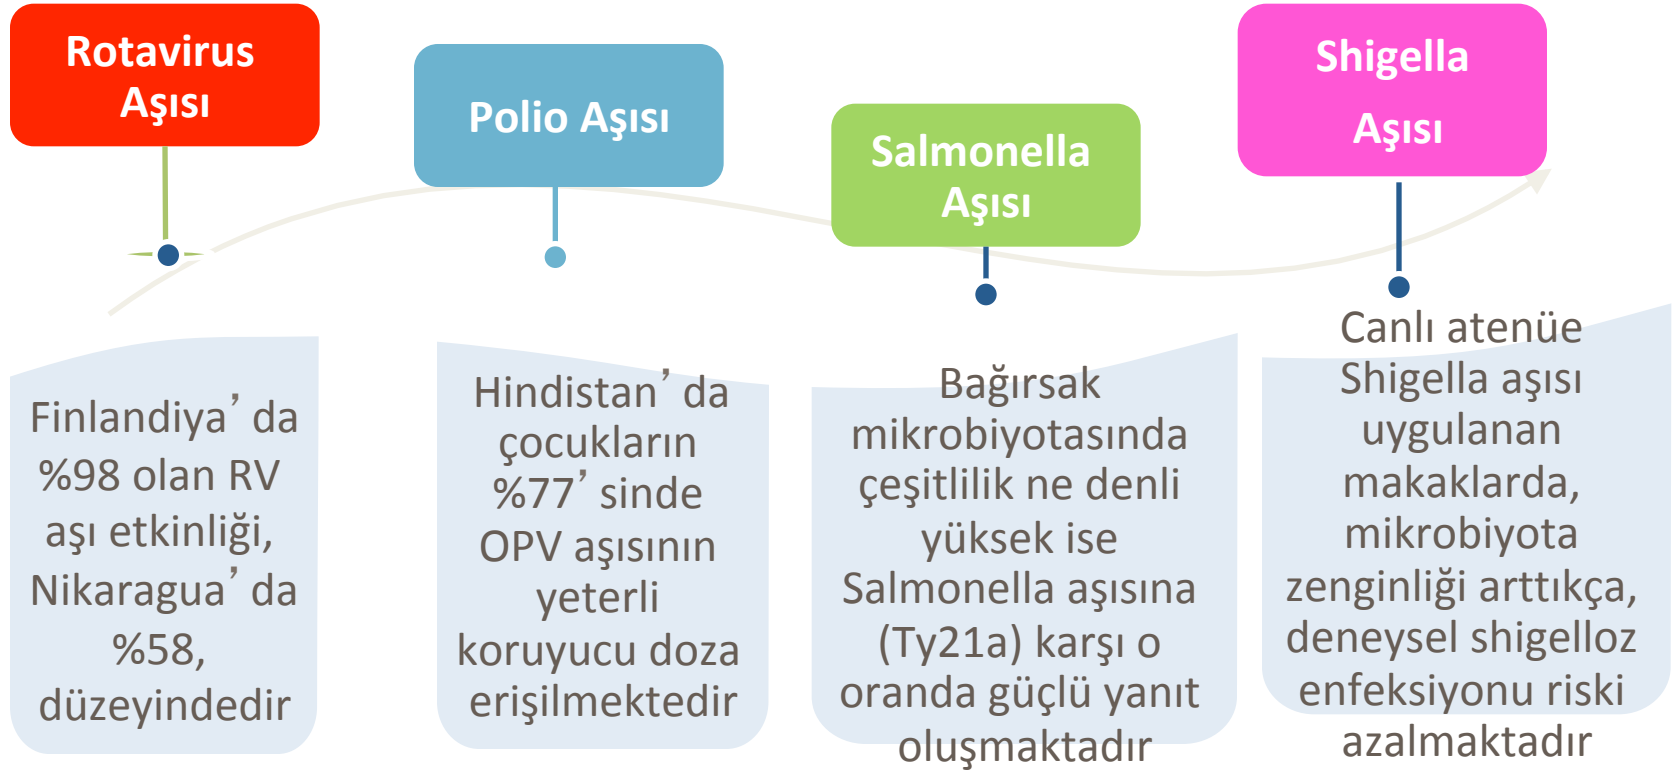 Rotavirus
Aşısı
Finlandiya’ da
%98 olan RV
aşı etkinliği,
Nikaragua’ da
%58,
düzeyindedir
Polio Aşısı
Hindistan’ da
çocukların
%77’ sinde
OPV aşısının
yeterli
koruyucu doza
erişilmektedir
Salmonella
Aşısı
Bağırsak
mikrobiyotasında
çeşitlilik ne denli
yüksek ise
Salmonella aşısına
(Ty21a) karşı o
oranda güçlü yanıt
oluşmaktadır
Shigella
Aşısı
Canlı atenüe
Shigella aşısı
uygulanan
makaklarda,
mikrobiyota
zenginliği arttıkça,
deneysel shigelloz
enfeksiyonu riski
azalmaktadır